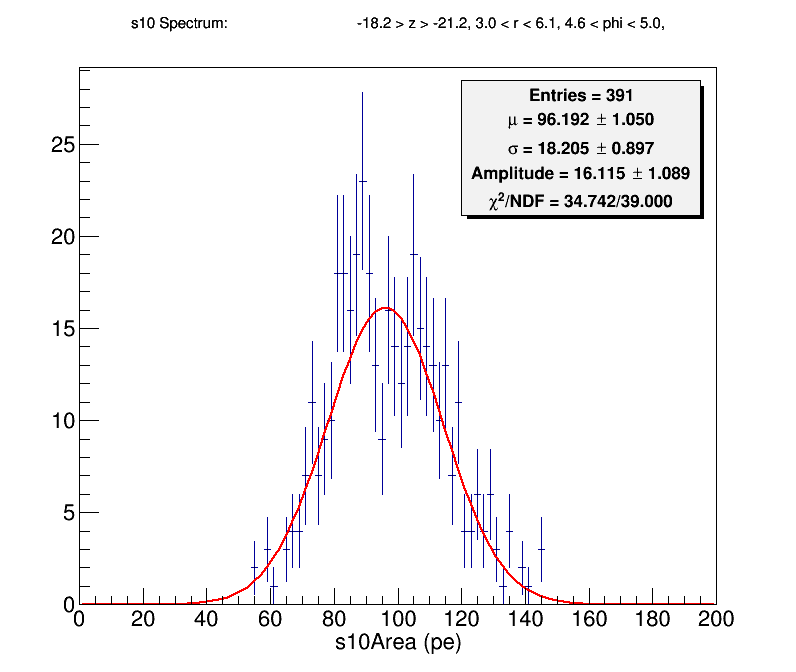 s10 Spectrum: -18.2 > z > -21.2, 3.0 < r < 6.1, 4.6 < phi < 5.0,
Entries = 391
μ = 96.192 ± 1.050
σ = 18.205 ± 0.897
Amplitude = 16.115 ± 1.089
χ²/NDF = 34.742/39.000
25
20
15
10
5
0
0 20 40 60 80 100 120 140 160 180 200
s10Area (pe)